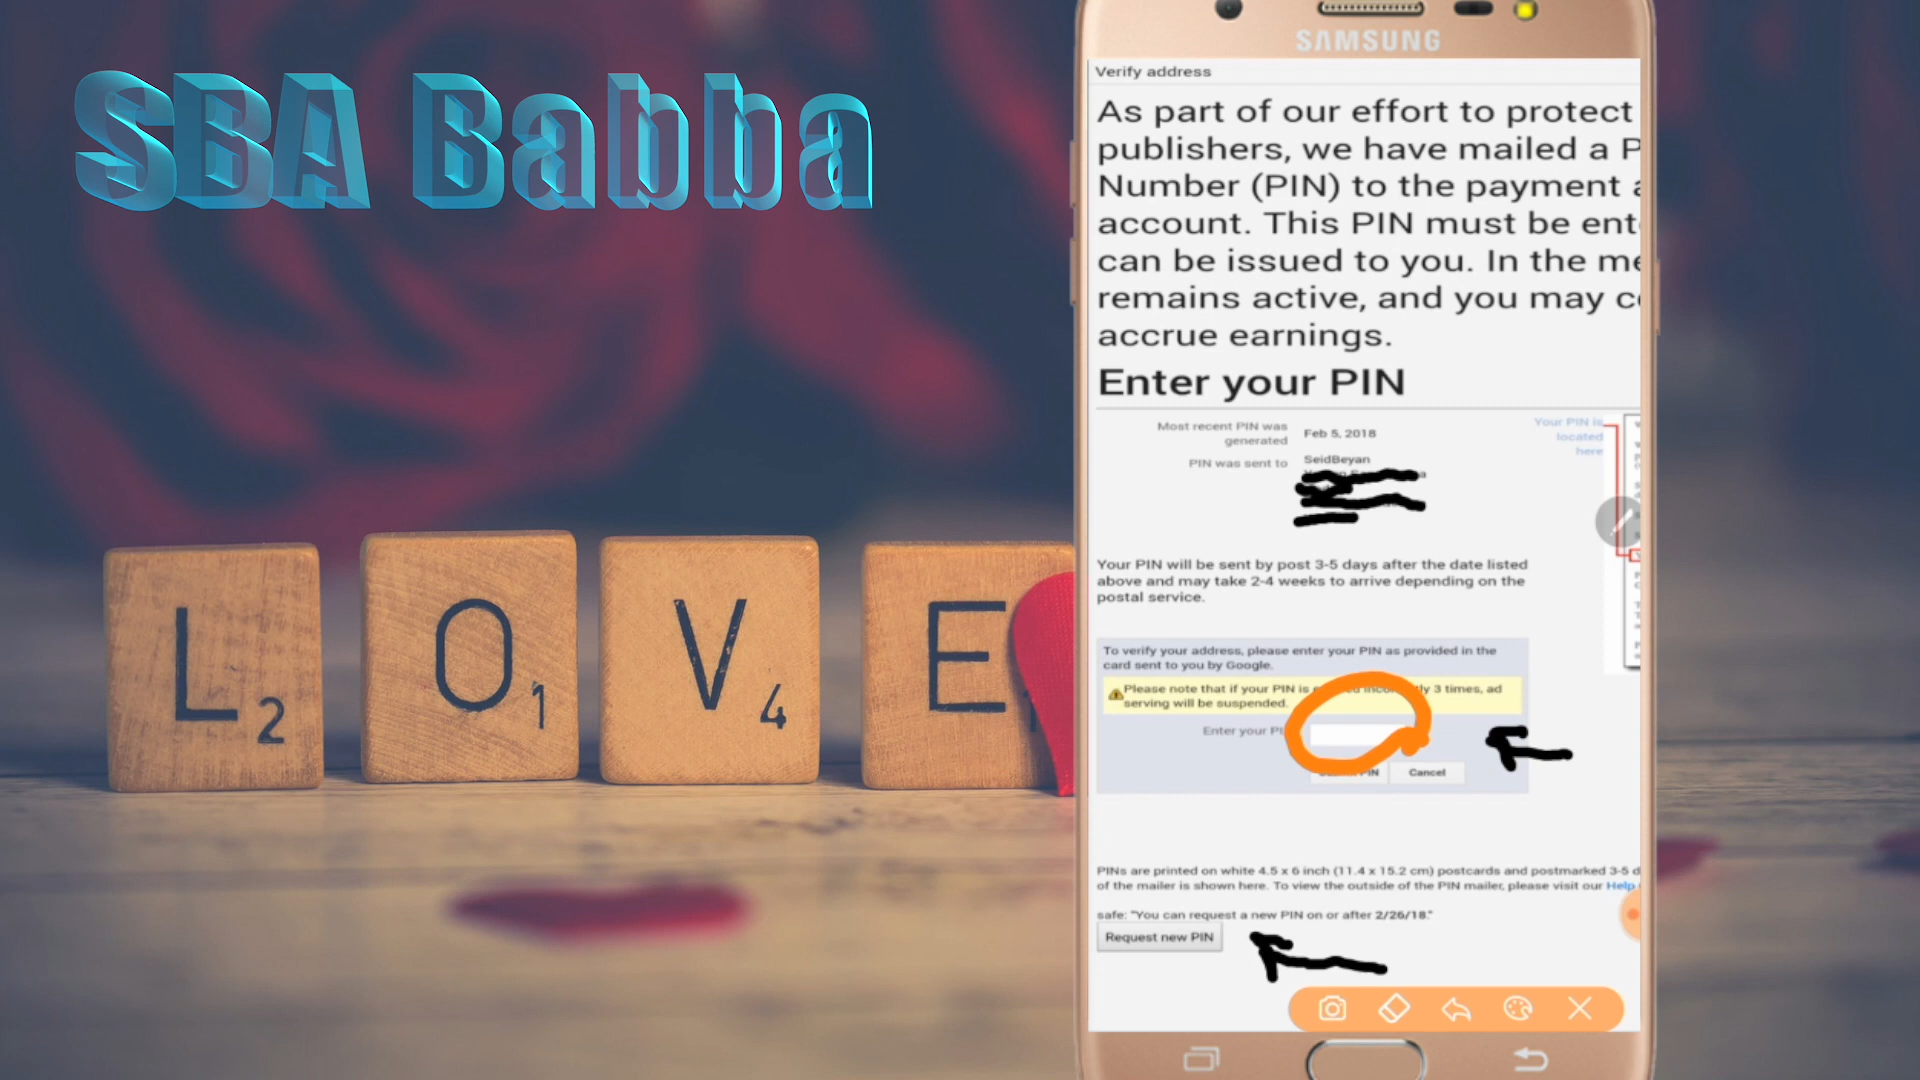 SBA Babba
L2 O1 V4 E1
SAMSUNG
Verify address
As part of our effort to protect
publishers, we have mailed a P
Number (PIN) to the payment a
account. This PIN must be ent
can be issued to you. In the me
remains active, and you may c
accrue earnings.
Enter your PIN
Most recent PIN was
generated
Feb 5, 2018
PIN was sent to
SeidBeyan
Your PIN is
located
here
Your PIN will be sent by post 3-5 days after the date listed
above and may take 2-4 weeks to arrive depending on the
postal service.
To verify your address, please enter your PIN as provided in the
card sent to you by Google.
Please note that if your PIN is 3 times, ad
serving will be suspended.
Enter your PI
Cancel
PINs are printed on white 4.5 x 6 inch (11.4 x 15.2 cm) postcards and postmarked 3-5 d
of the mailer is shown here. To view the outside of the PIN mailer, please visit our Help
safe: "You can request a new PIN on or after 2/26/18."
Request new PIN